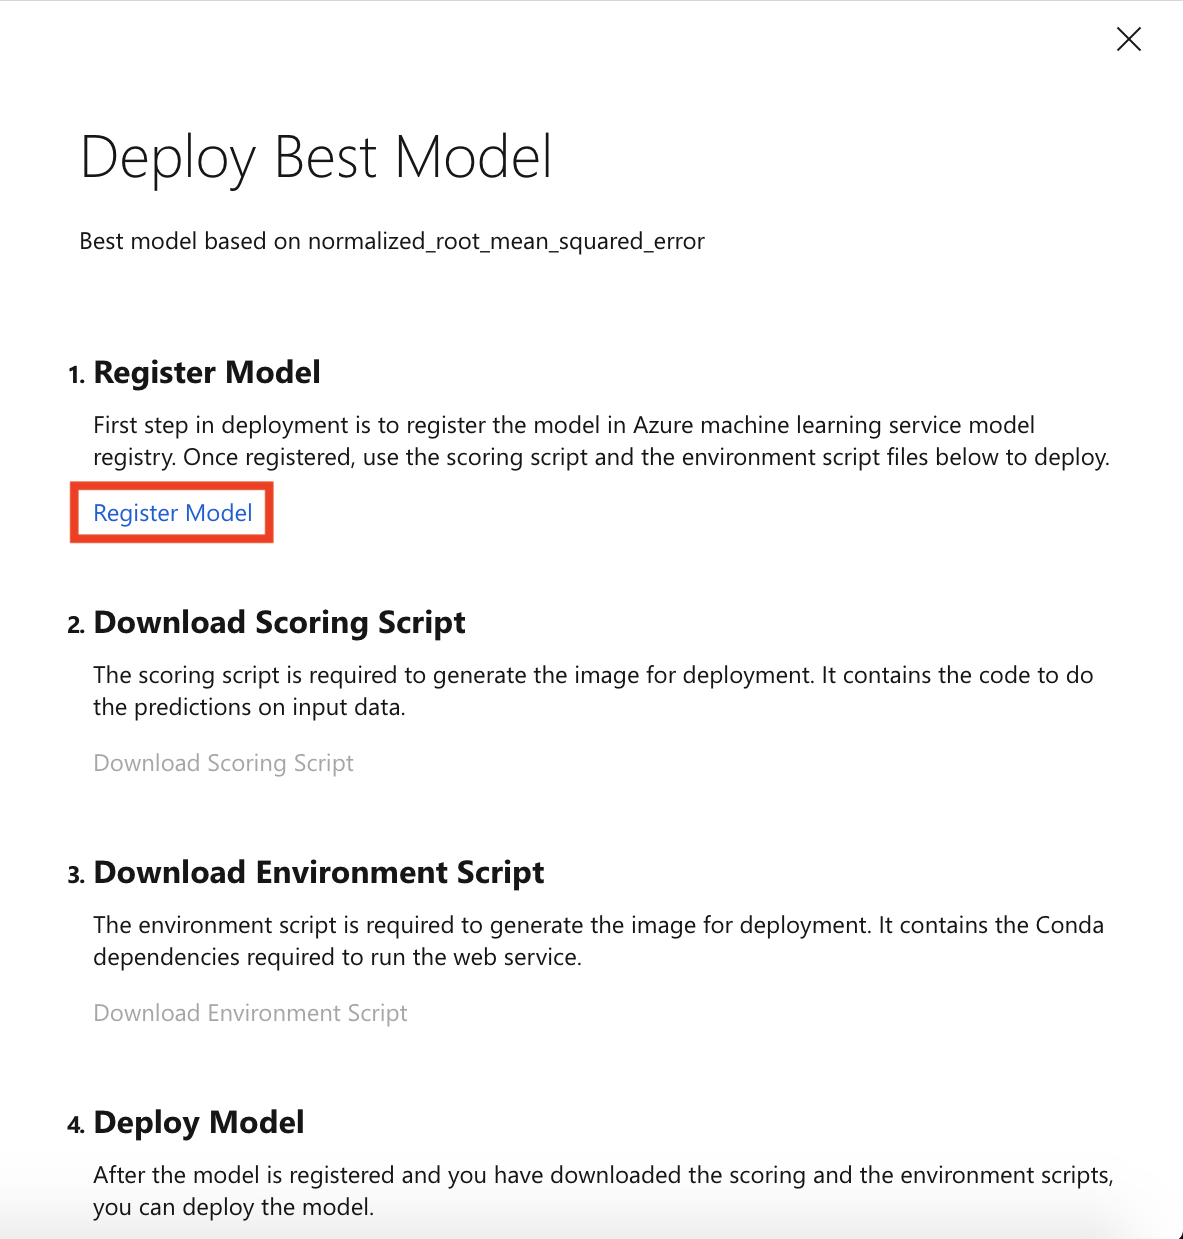 Deploy Best Model
Best model based on normalized_root_mean_squared_error
1. Register Model
First step in deployment is to register the model in Azure machine learning service model
registry. Once registered, use the scoring script and the environment script files below to deploy.
Register Model
2. Download Scoring Script
The scoring script is required to generate the image for deployment. It contains the code to do
the predictions on input data.
Download Scoring Script
3. Download Environment Script
The environment script is required to generate the image for deployment. It contains the Conda
dependencies required to run the web service.
Download Environment Script
4. Deploy Model
After the model is registered and you have downloaded the scoring and the environment scripts,
you can deploy the model.